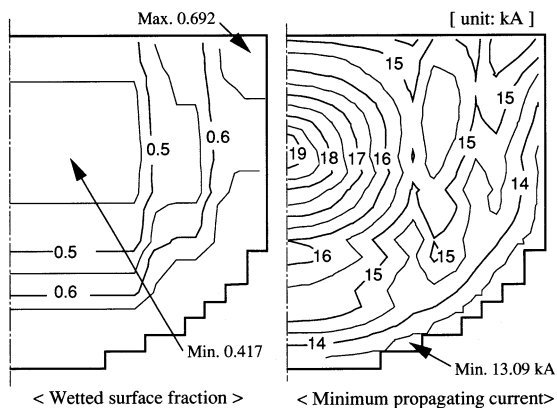 Max. 0.692
[ unit: kA ]
15
15
0.5
0.6
15
19
18
17
16
14
0.5
16
15
15
0.6
14
Min. 0.417
Min. 13.09 kA
< Wetted surface fraction >
< Minimum propagating current>